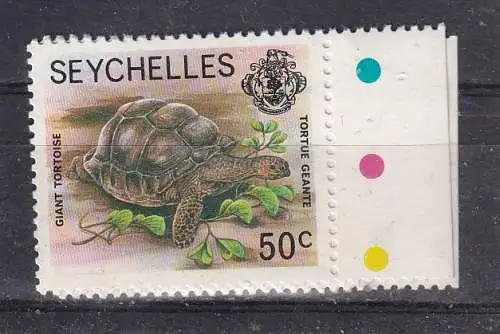 SEYCHELLES
GIANT TORTOISE
TORTUE GEANTE
50c